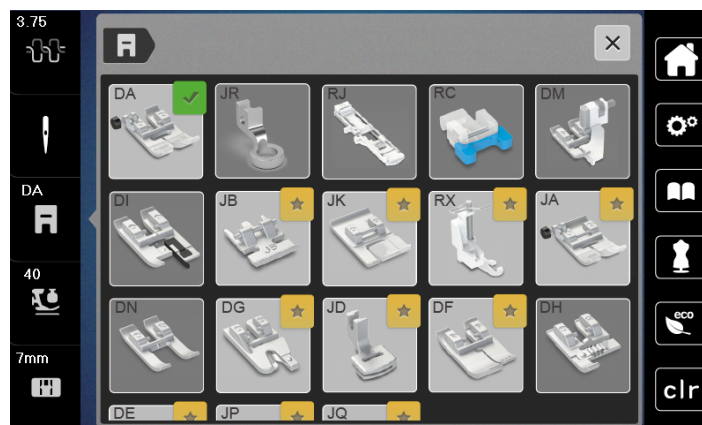 3.75
DA
40
7mm
DA
JR
RJ
RC
DM
DI
JB
JK
RX
JA
DN
DG
JD
DF
DH
DE
JP
JQ
eco
clr